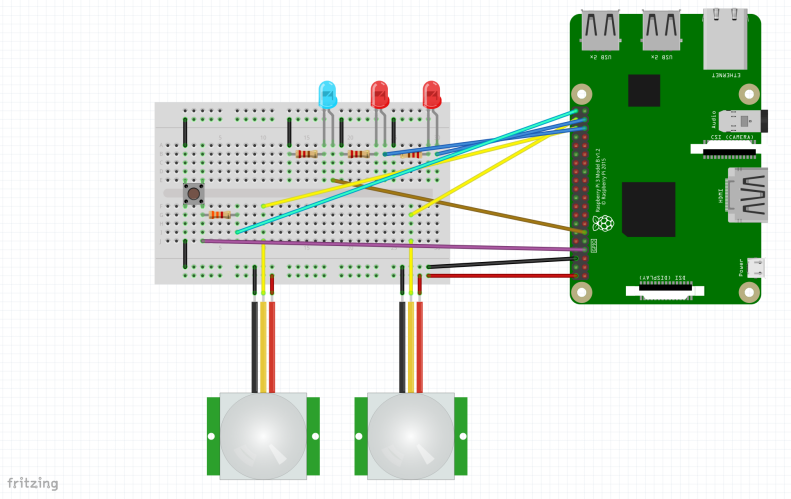 USB 2x
USB 2x
ETHERNET
Audio
CSI (CAMERA)
HDMI
Raspberry Pi 3 Model B v1.2
© Raspberry Pi 2015
GPIO
Power
DSI (DISPLAY)
fritzing